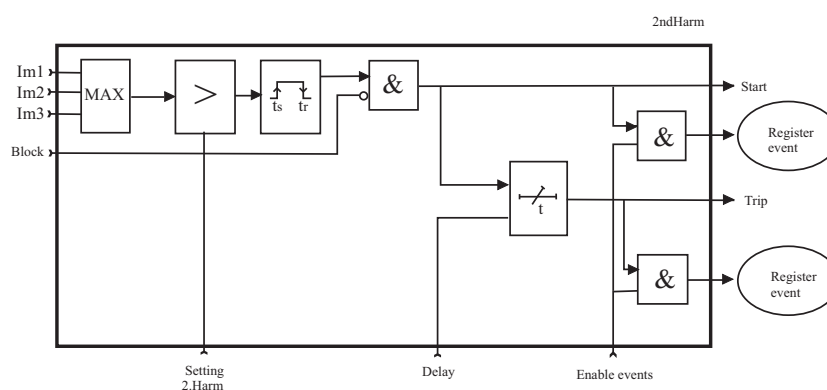 2ndHarm
Im1
Im2
Im3
MAX
>
ts
tr
&
Start
Block
&
Register
event
t
Trip
&
Register
event
Setting
2.Harm
Delay
Enable events